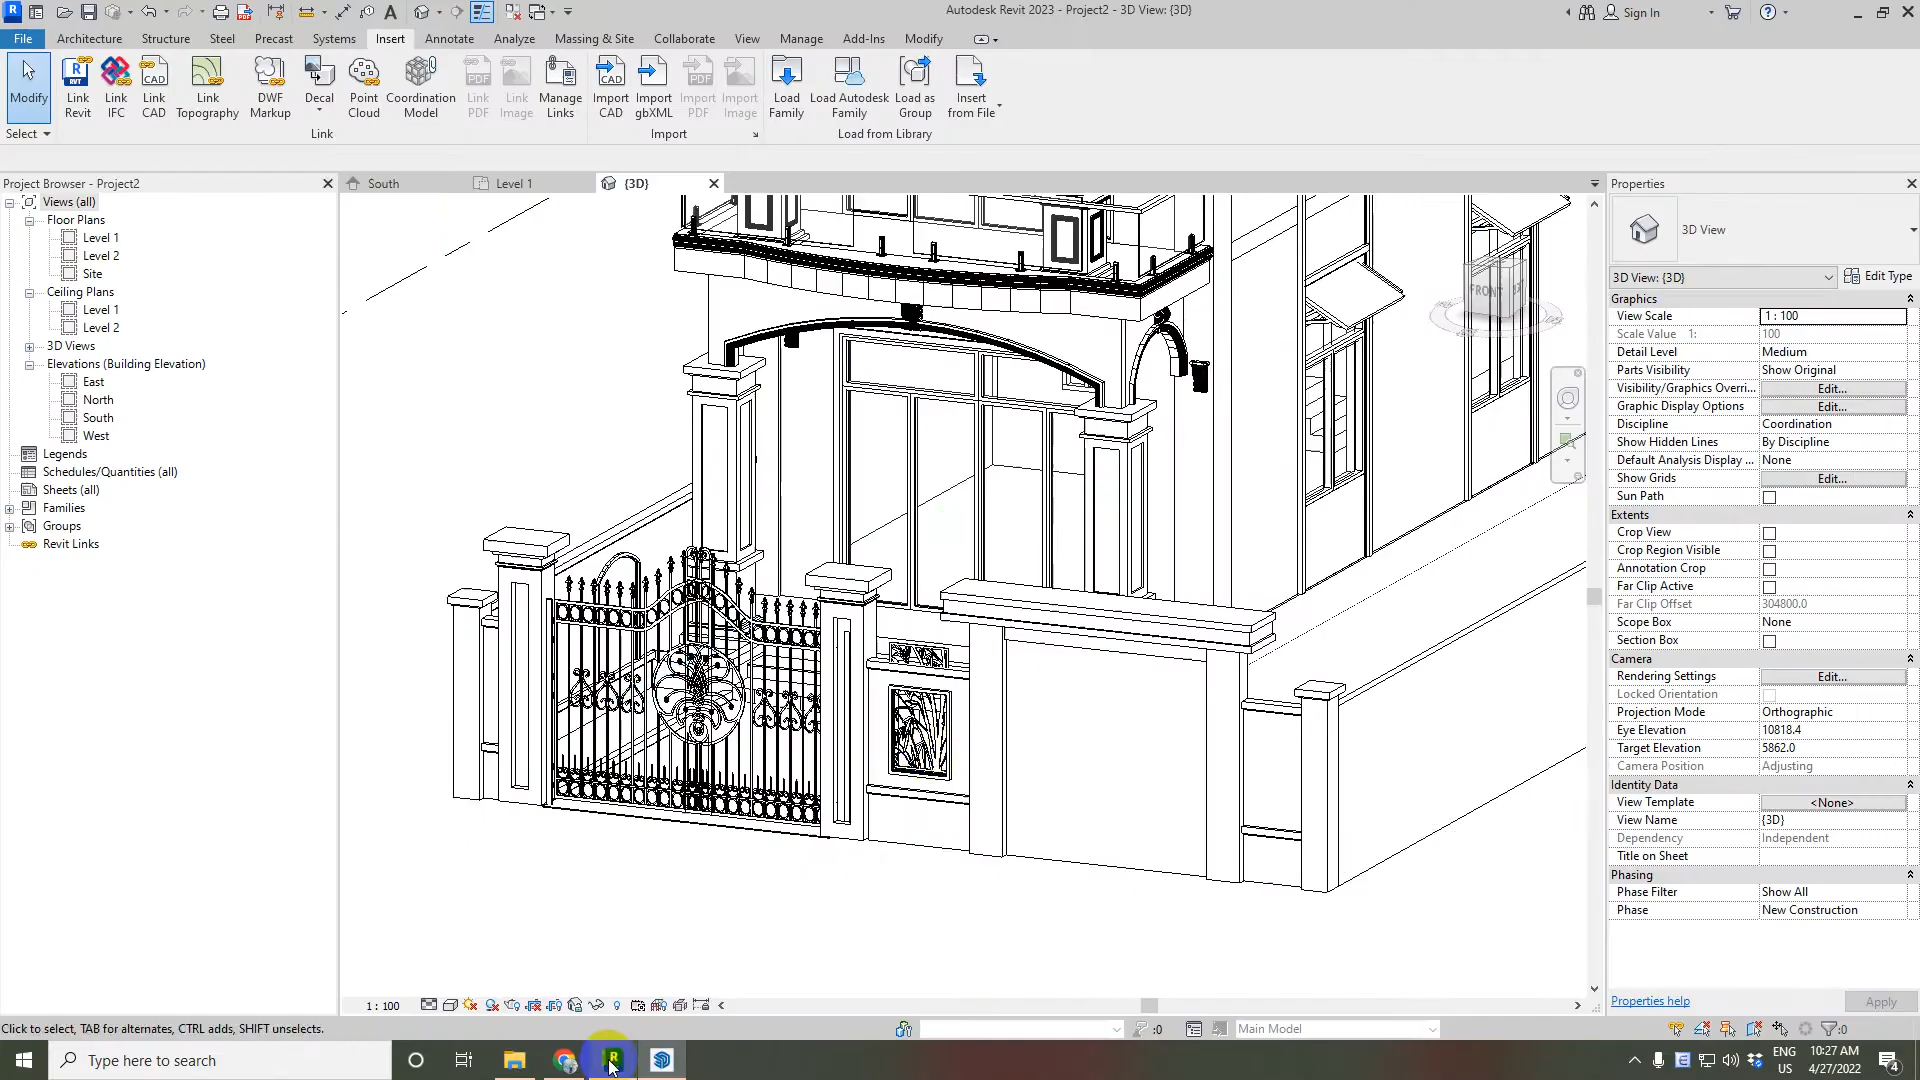 Autodesk Revit 2023 - Project2 - 3D View: {3D}
Sign In
File Architecture Structure Steel Precast Systems Insert Annotate Analyze Massing & Site Collaborate View Manage Add-Ins Modify
Modify
Link Revit
Link IFC
Link CAD
Link Topography
DWF Markup
Decal
Point Cloud
Coordination Model
Link PDF
Link Image
Manage Links
Import CAD
Import gbXML
Import PDF
Import Image
Load Family
Load Autodesk Family
Load as Group
Insert from File
Select
Link
Import
Load from Library
Project Browser - Project2
South
Level 1
{3D}
Properties
Views (all)
Floor Plans
Level 1
Level 2
Site
Ceiling Plans
Level 1
Level 2
3D Views
Elevations (Building Elevation)
East
North
South
West
Legends
Schedules/Quantities (all)
Sheets (all)
Families
Groups
Revit Links
FRONT
3D View
3D View: {3D} Edit Type
Graphics
View Scale 1 : 100
Scale Value 1: 100
Detail Level Medium
Parts Visibility Show Original
Visibility/Graphics Overri... Edit...
Graphic Display Options Edit...
Discipline Coordination
Show Hidden Lines By Discipline
Default Analysis Display ... None
Show Grids Edit...
Sun Path
Extents
Crop View
Crop Region Visible
Annotation Crop
Far Clip Active
Far Clip Offset 304800.0
Scope Box None
Section Box
Camera
Rendering Settings Edit...
Locked Orientation
Projection Mode Orthographic
Eye Elevation 10818.4
Target Elevation 5862.0
Camera Position Adjusting
Identity Data
View Template <None>
View Name {3D}
Dependency Independent
Title on Sheet
Phasing
Phase Filter Show All
Phase New Construction
Properties help
Apply
1 : 100
Click to select, TAB for alternates, CTRL adds, SHIFT unselects.
:0
Main Model
:0
Type here to search
ENG
US
10:27 AM
4/27/2022
4